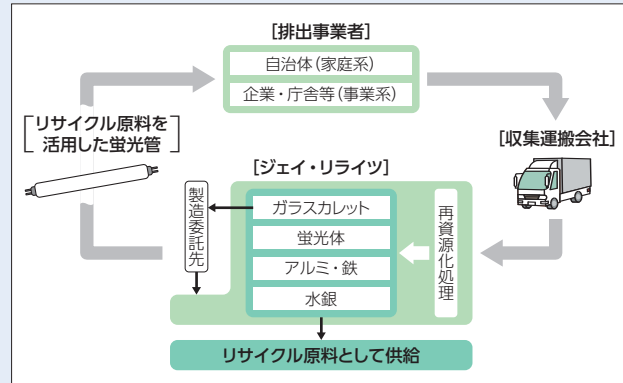 [排出事業者]
自治体(家庭系)
企業・庁舎等(事業系)
[リサイクル原料を
活用した蛍光管]
[収集運搬会社]
[ジェイ・リライツ]
製造委託先
ガラスカレット
蛍光体
アルミ・鉄
水銀
再資源化処理
リサイクル原料として供給